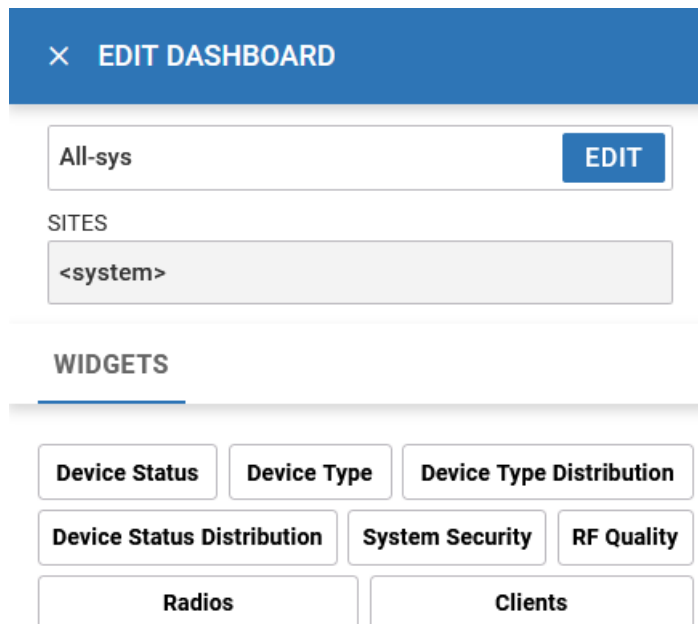 × EDIT DASHBOARD
All-sys EDIT
SITES
<system>
WIDGETS
Device Status Device Type Device Type Distribution
Device Status Distribution System Security RF Quality
Radios Clients